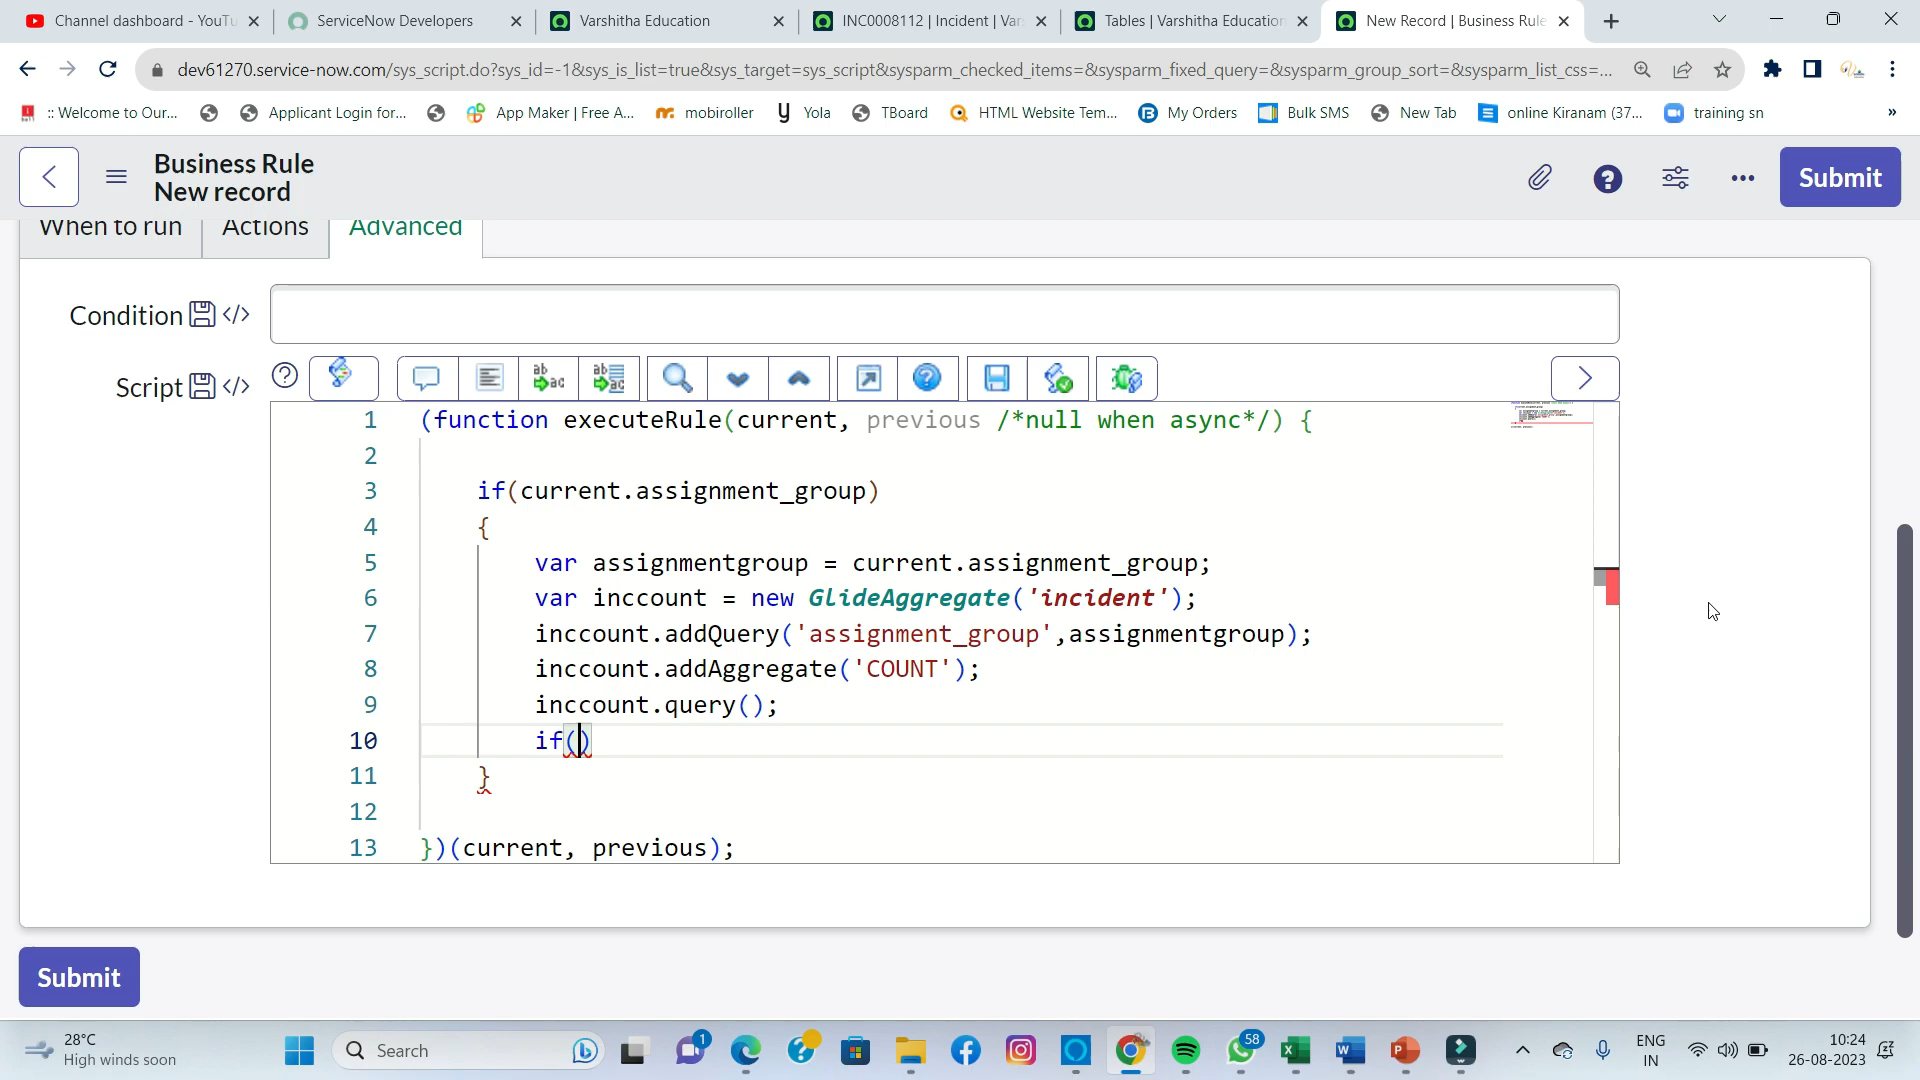 Channel dashboard - YouTu
ServiceNow Developers
Varshitha Education
INC0008112 | Incident | Var
Tables | Varshitha Education
New Record | Business Rule
dev61270.service-now.com/sys_script.do?sys_id=-1&sys_is_list=true&sys_target=sys_script&sysparm_checked_items=&sysparm_fixed_query=&sysparm_group_sort=&sysparm_list_css=...
:: Welcome to Our...
Applicant Login for...
App Maker | Free A...
mobiroller
Yola
TBoard
HTML Website Tem...
My Orders
Bulk SMS
New Tab
online Kiranam (37...
training sn
»
Business Rule
New record
Submit
When to run
Actions
Advanced
Condition </>
Script </>
1 (function executeRule(current, previous /*null when async*/) {
2
3 if(current.assignment_group)
4 {
5 var assignmentgroup = current.assignment_group;
6 var inccount = new GlideAggregate('incident');
7 inccount.addQuery('assignment_group',assignmentgroup);
8 inccount.addAggregate('COUNT');
9 inccount.query();
10 if()
11 }
12
13 })(current, previous);
Submit
28°C
High winds soon
Search
1
58
ENG
IN
10:24
26-08-2023